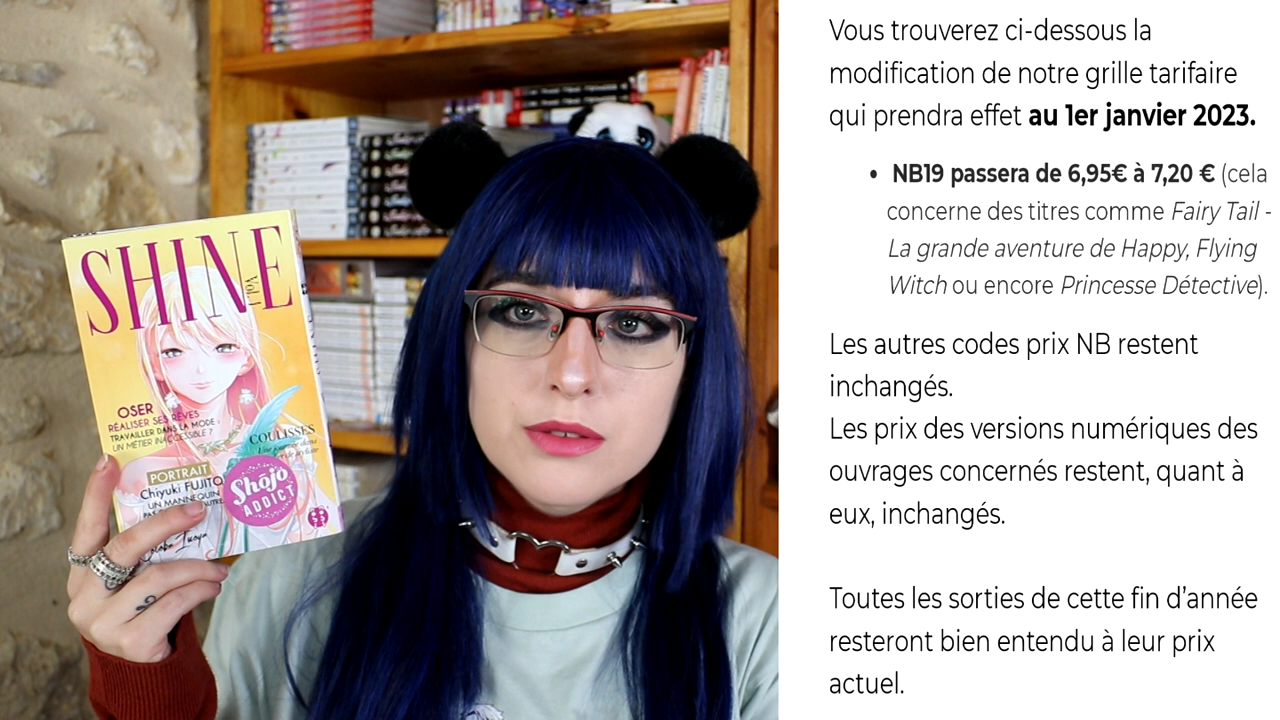 SHINE
Vol.1
OSER
RÉALISER SES RÊVES
TRAVAILLER DANS LA MODE :
UN MÉTIER INACCESSIBLE ?
COULISSES
PORTRAIT
Chiyuki FUJITO
UN MANNEQUIN
Shôjo
ADDICT
Vous trouverez ci-dessous la
modification de notre grille tarifaire
qui prendra effet au 1er janvier 2023.
• NB19 passera de 6,95€ à 7,20 € (cela
concerne des titres comme Fairy Tail -
La grande aventure de Happy, Flying
Witch ou encore Princesse Détective).
Les autres codes prix NB restent
inchangés.
Les prix des versions numériques des
ouvrages concernés restent, quant à
eux, inchangés.
Toutes les sorties de cette fin d’année
resteront bien entendu à leur prix
actuel.